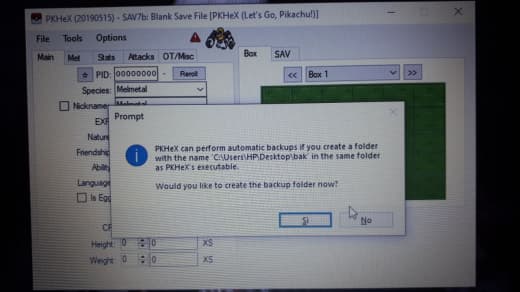 PKHeX (20190515) - SAV7b: Blank Save File [PKHeX (Let's Go, Pikachu!)]
File Tools Options
Main Met Stats Attacks OT/Misc
Box SAV
PID: 00000000 - Reroll
<< Box 1 >>
Species: Melmetal
Nickname:
EXP
Nature
Friendship
Ability
Language
Is Egg
CP
Height: 0 0 XS
Weight: 0 0 XS
Prompt
PKHeX can perform automatic backups if you create a folder
with the name 'C:\Users\HP\Desktop\bak' in the same folder
as PKHeX's executable.
Would you like to create the backup folder now?
Sì No